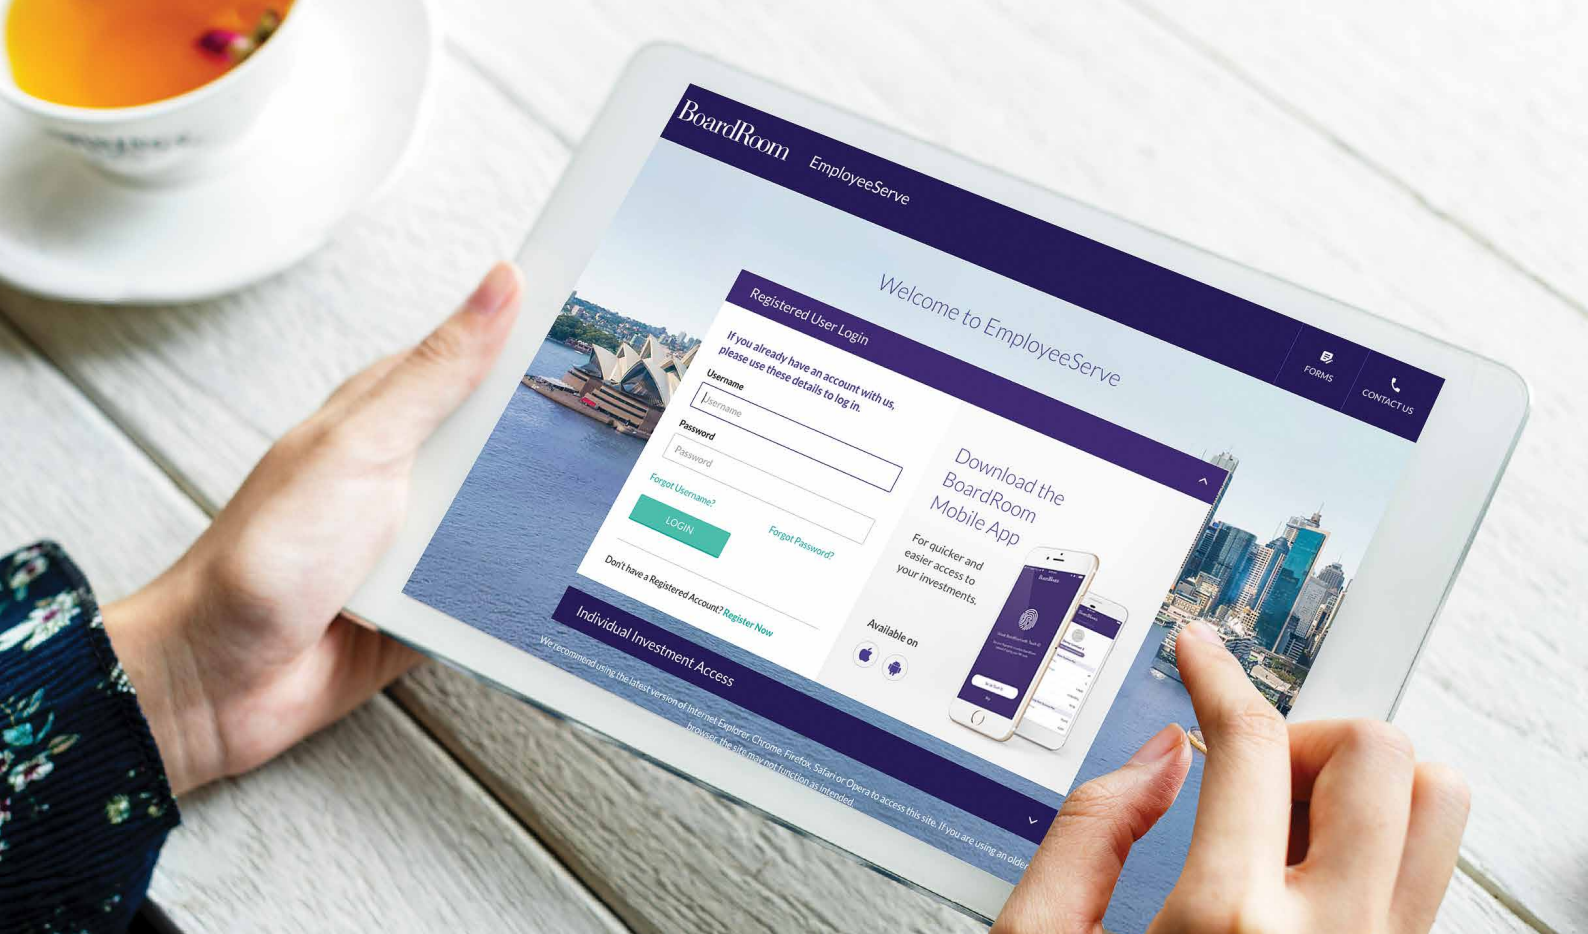 BoardRoom
EmployeeServe
FORMS
CONTACT US
Welcome to EmployeeServe
Registered User Login
If you already have an account with us,
please use these details to log in.
Username
Username
Password
Password
Forgot Username?
Forgot Password?
LOGIN
Don't have a Registered Account? Register Now
Download the
BoardRoom
Mobile App
For quicker and
easier access to
your investments.
Available on
BoardRoom
Individual Investment Access
We recommend using the latest version of Internet Explorer, Chrome, Firefox, Safari or Opera to access this site. If you are using an older
browser, the site may not function as intended